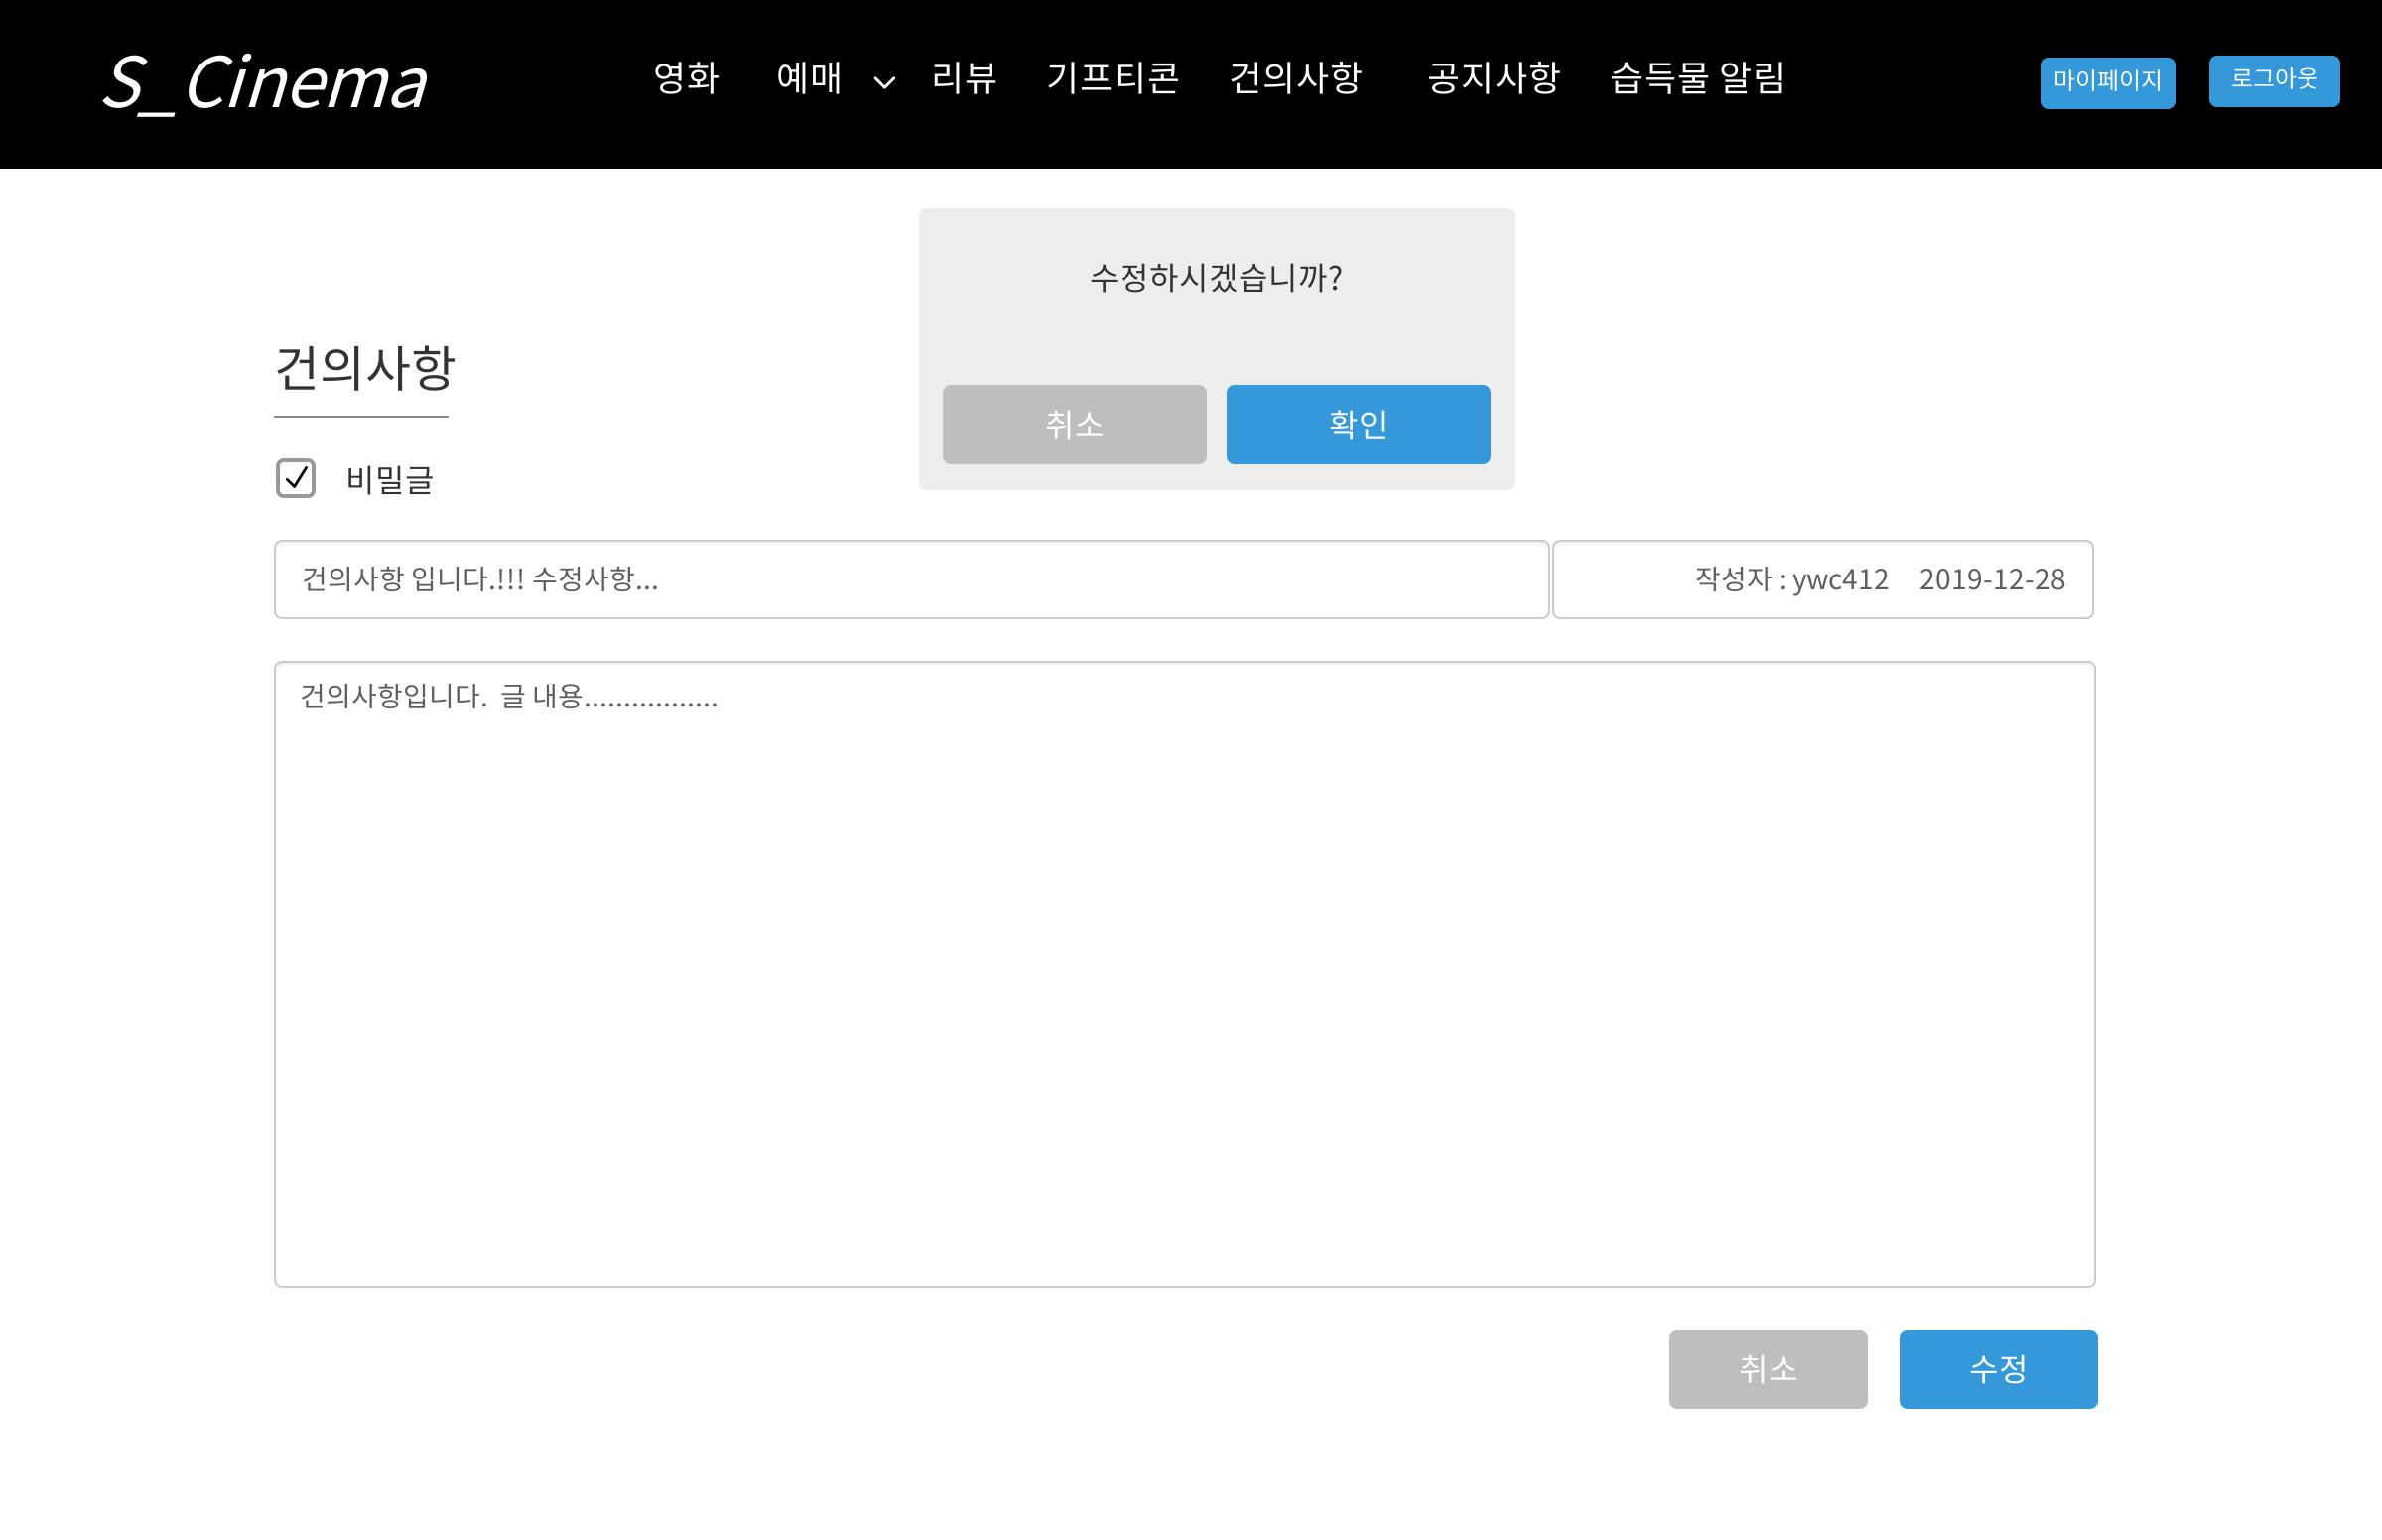 S_Cinema 영화 예매 리뷰 기프티콘 건의사항 공지사항 습득물 알림 마이페이지 로그아웃
수정하시겠습니까?
취소 확인
건의사항
비밀글
건의사항 입니다.!!! 수정사항... 작성자 : ywc412 2019-12-28
건의사항입니다. 글 내용.................
취소 수정